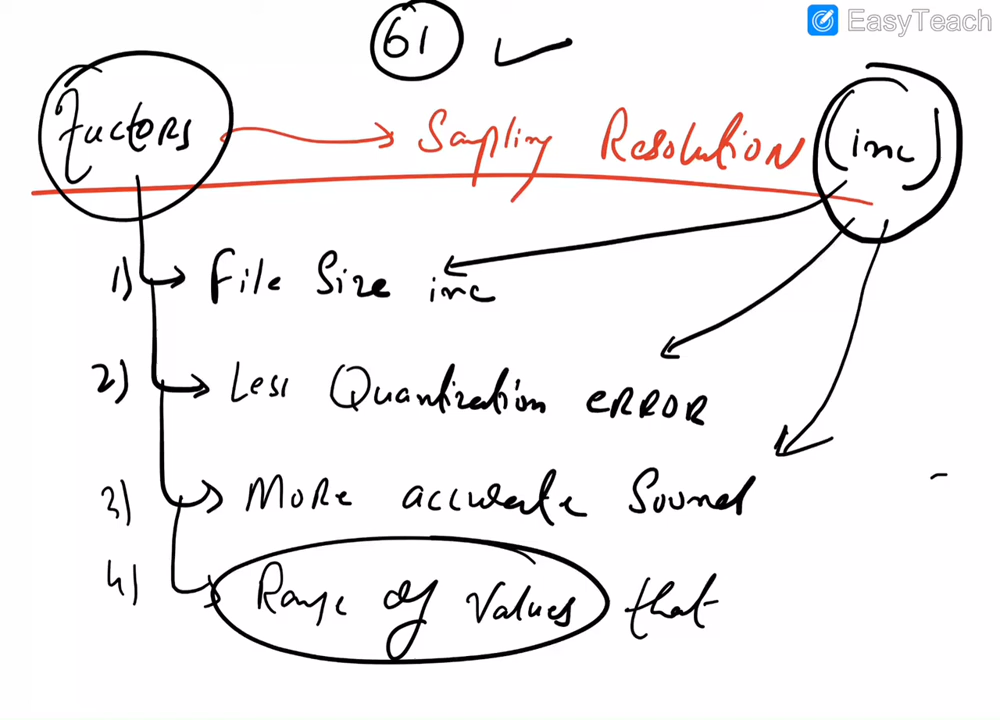 EasyTeach
61
Factors → Sampling Resolution (inc)
1) File Size inc
2) Less Quantization ERROR
3) More accurate Sound
4) Range of Values that